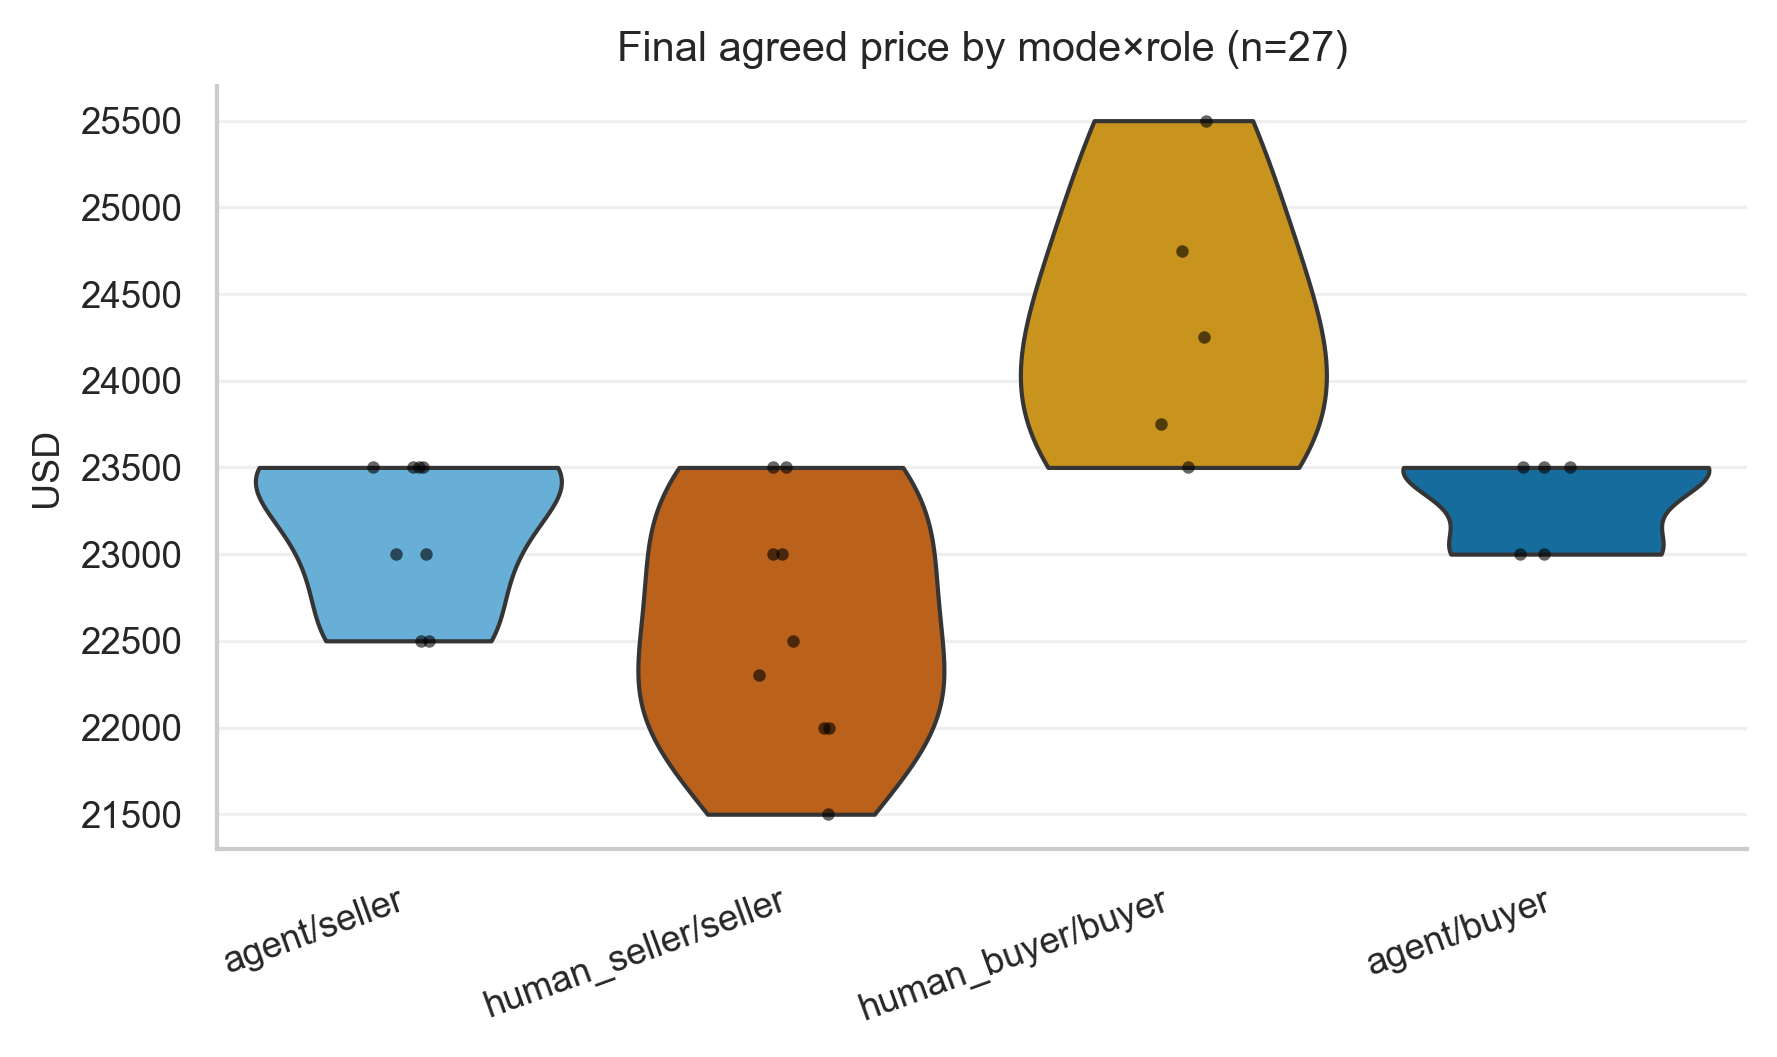 Final agreed price by mode×role (n=27)
25500
25000
24500
24000
23500
23000
22500
22000
21500
USD
agent/seller
human_seller/seller
human_buyer/buyer
agent/buyer